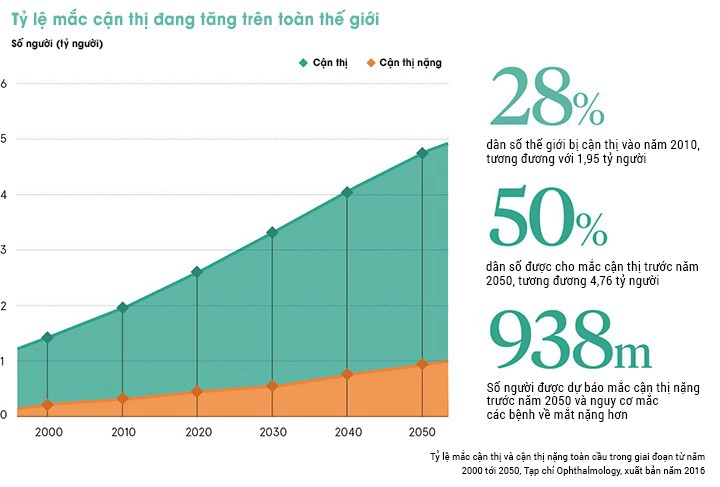 Tỷ lệ mắc cận thị đang tăng trên toàn thế giới
Số người (tỷ người)
Cận thị
Cận thị nặng
6
5
4
3
2
1
0
2000
2010
2020
2030
2040
2050
28%
dân số thế giới bị cận thị vào năm 2010,
tương đương với 1,95 tỷ người
50%
dân số được cho mắc cận thị trước năm
2050, tương đương 4,76 tỷ người
938m
Số người được dự báo mắc cận thị nặng
trước năm 2050 và nguy cơ mắc
các bệnh về mắt nặng hơn
Tỷ lệ mắc cận thị và cận thị nặng toàn cầu trong giai đoạn từ năm
2000 tới 2050, Tạp chí Ophthalmology, xuất bản năm 2016